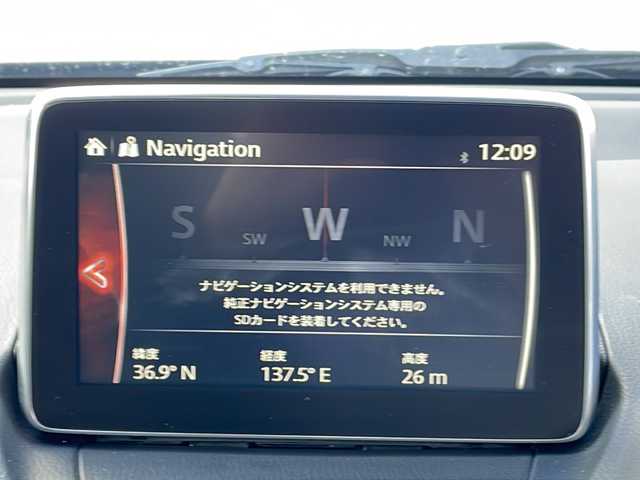 Navigation
12:09
S SW W NW N
ナビゲーションシステムを利用できません。
純正ナビゲーションシステム専用の
SDカードを装着してください。
緯度 経度 高度
36.9° N 137.5° E 26 m